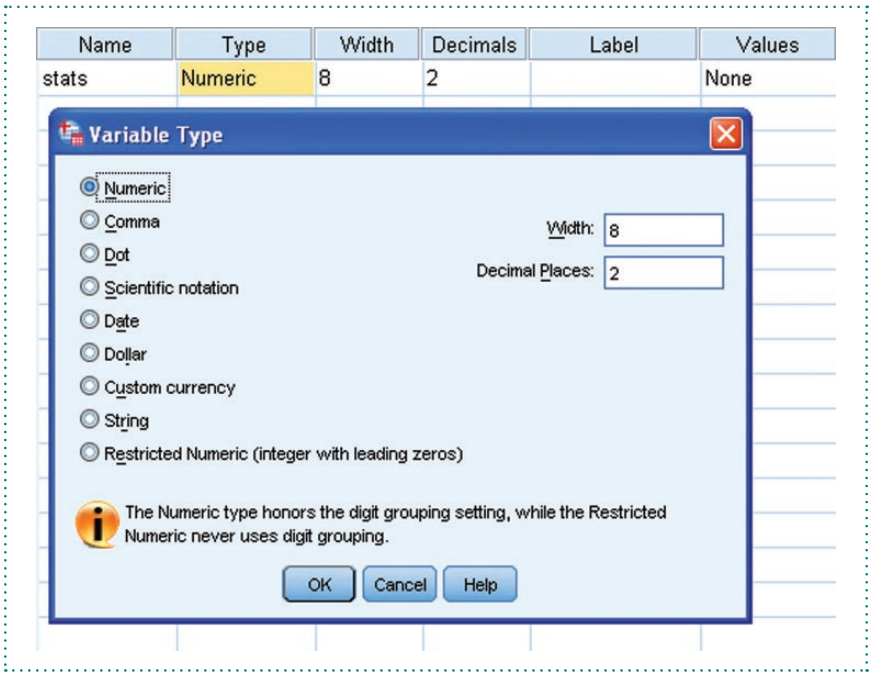 Name Type Width Decimals Label Values
stats Numeric 8 2 None
Variable Type
Numeric
Comma
Width: 8
Dot
Decimal Places: 2
Scientific notation
Date
Dollar
Custom currency
String
Restricted Numeric (integer with leading zeros)
The Numeric type honors the digit grouping setting, while the Restricted
Numeric never uses digit grouping.
OK Cancel Help